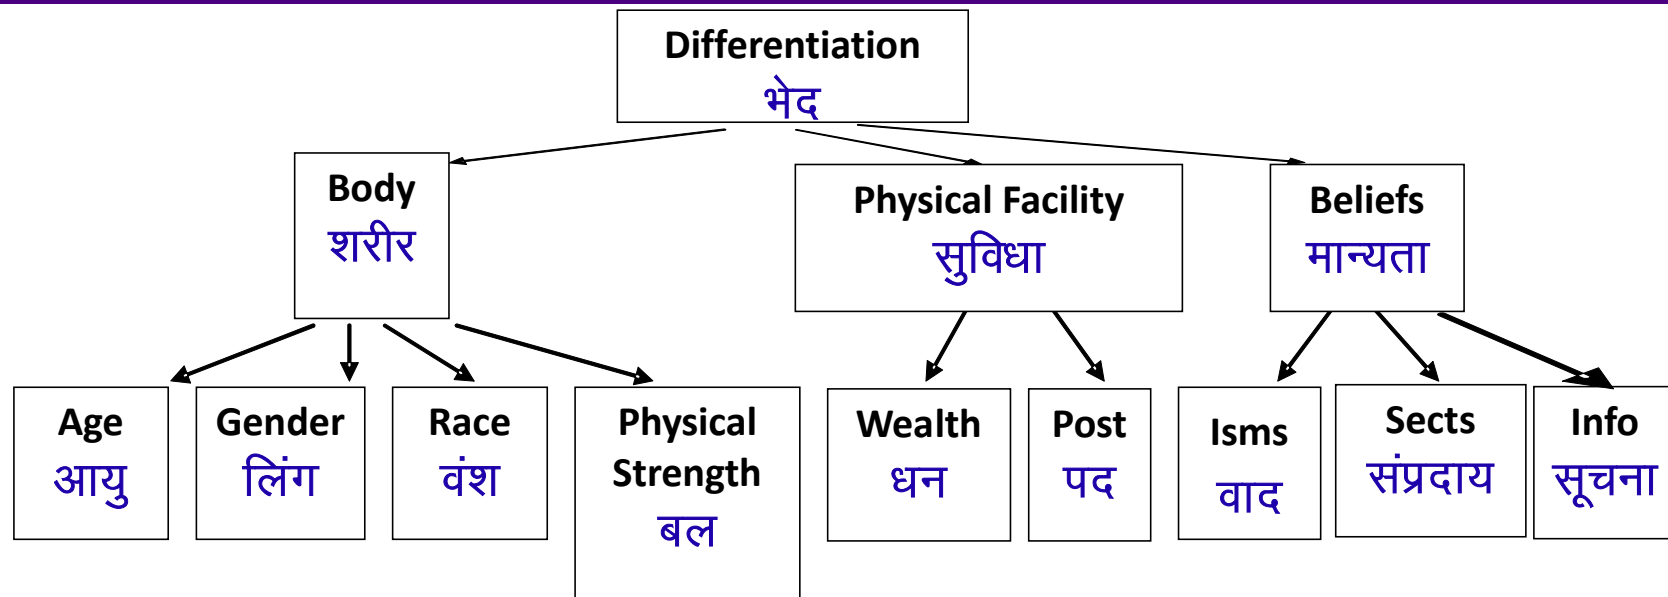 Differentiation
भेद
Body
शरीर
Physical Facility
सुविधा
Beliefs
मान्यता
Age
आयु
Gender
लिंग
Race
वंश
Physical
Strength
बल
Wealth
धन
Post
पद
Isms
वाद
Sects
संप्रदाय
Info
सूचना